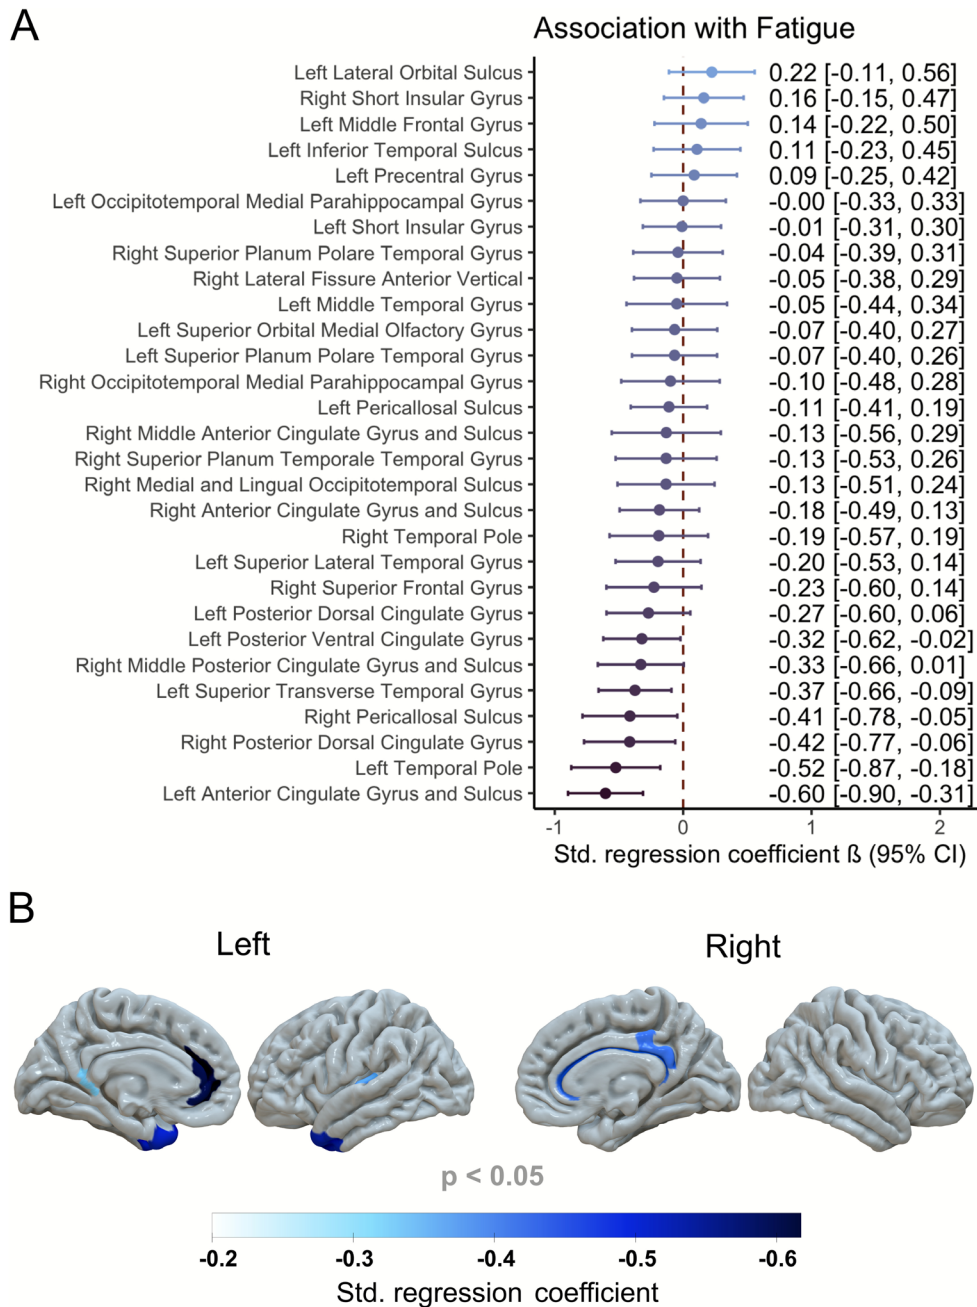 A
Association with Fatigue
Left Lateral Orbital Sulcus 0.22 [-0.11, 0.56]
Right Short Insular Gyrus 0.16 [-0.15, 0.47]
Left Middle Frontal Gyrus 0.14 [-0.22, 0.50]
Left Inferior Temporal Sulcus 0.11 [-0.23, 0.45]
Left Precentral Gyrus 0.09 [-0.25, 0.42]
Left Occipitotemporal Medial Parahippocampal Gyrus -0.00 [-0.33, 0.33]
Left Short Insular Gyrus -0.01 [-0.31, 0.30]
Right Superior Planum Polare Temporal Gyrus -0.04 [-0.39, 0.31]
Right Lateral Fissure Anterior Vertical -0.05 [-0.38, 0.29]
Left Middle Temporal Gyrus -0.05 [-0.44, 0.34]
Left Superior Orbital Medial Olfactory Gyrus -0.07 [-0.40, 0.27]
Left Superior Planum Polare Temporal Gyrus -0.07 [-0.40, 0.26]
Right Occipitotemporal Medial Parahippocampal Gyrus -0.10 [-0.48, 0.28]
Left Pericallosal Sulcus -0.11 [-0.41, 0.19]
Right Middle Anterior Cingulate Gyrus and Sulcus -0.13 [-0.56, 0.29]
Right Superior Planum Temporale Temporal Gyrus -0.13 [-0.53, 0.26]
Right Medial and Lingual Occipitotemporal Sulcus -0.13 [-0.51, 0.24]
Right Anterior Cingulate Gyrus and Sulcus -0.18 [-0.49, 0.13]
Right Temporal Pole -0.19 [-0.57, 0.19]
Left Superior Lateral Temporal Gyrus -0.20 [-0.53, 0.14]
Right Superior Frontal Gyrus -0.23 [-0.60, 0.14]
Left Posterior Dorsal Cingulate Gyrus -0.27 [-0.60, 0.06]
Left Posterior Ventral Cingulate Gyrus -0.32 [-0.62, -0.02]
Right Middle Posterior Cingulate Gyrus and Sulcus -0.33 [-0.66, 0.01]
Left Superior Transverse Temporal Gyrus -0.37 [-0.66, -0.09]
Right Pericallosal Sulcus -0.41 [-0.78, -0.05]
Right Posterior Dorsal Cingulate Gyrus -0.42 [-0.77, -0.06]
Left Temporal Pole -0.52 [-0.87, -0.18]
Left Anterior Cingulate Gyrus and Sulcus -0.60 [-0.90, -0.31]
-1 0 1 2
Std. regression coefficient ß (95% CI)
B
Left Right
p < 0.05
-0.2 -0.3 -0.4 -0.5 -0.6
Std. regression coefficient